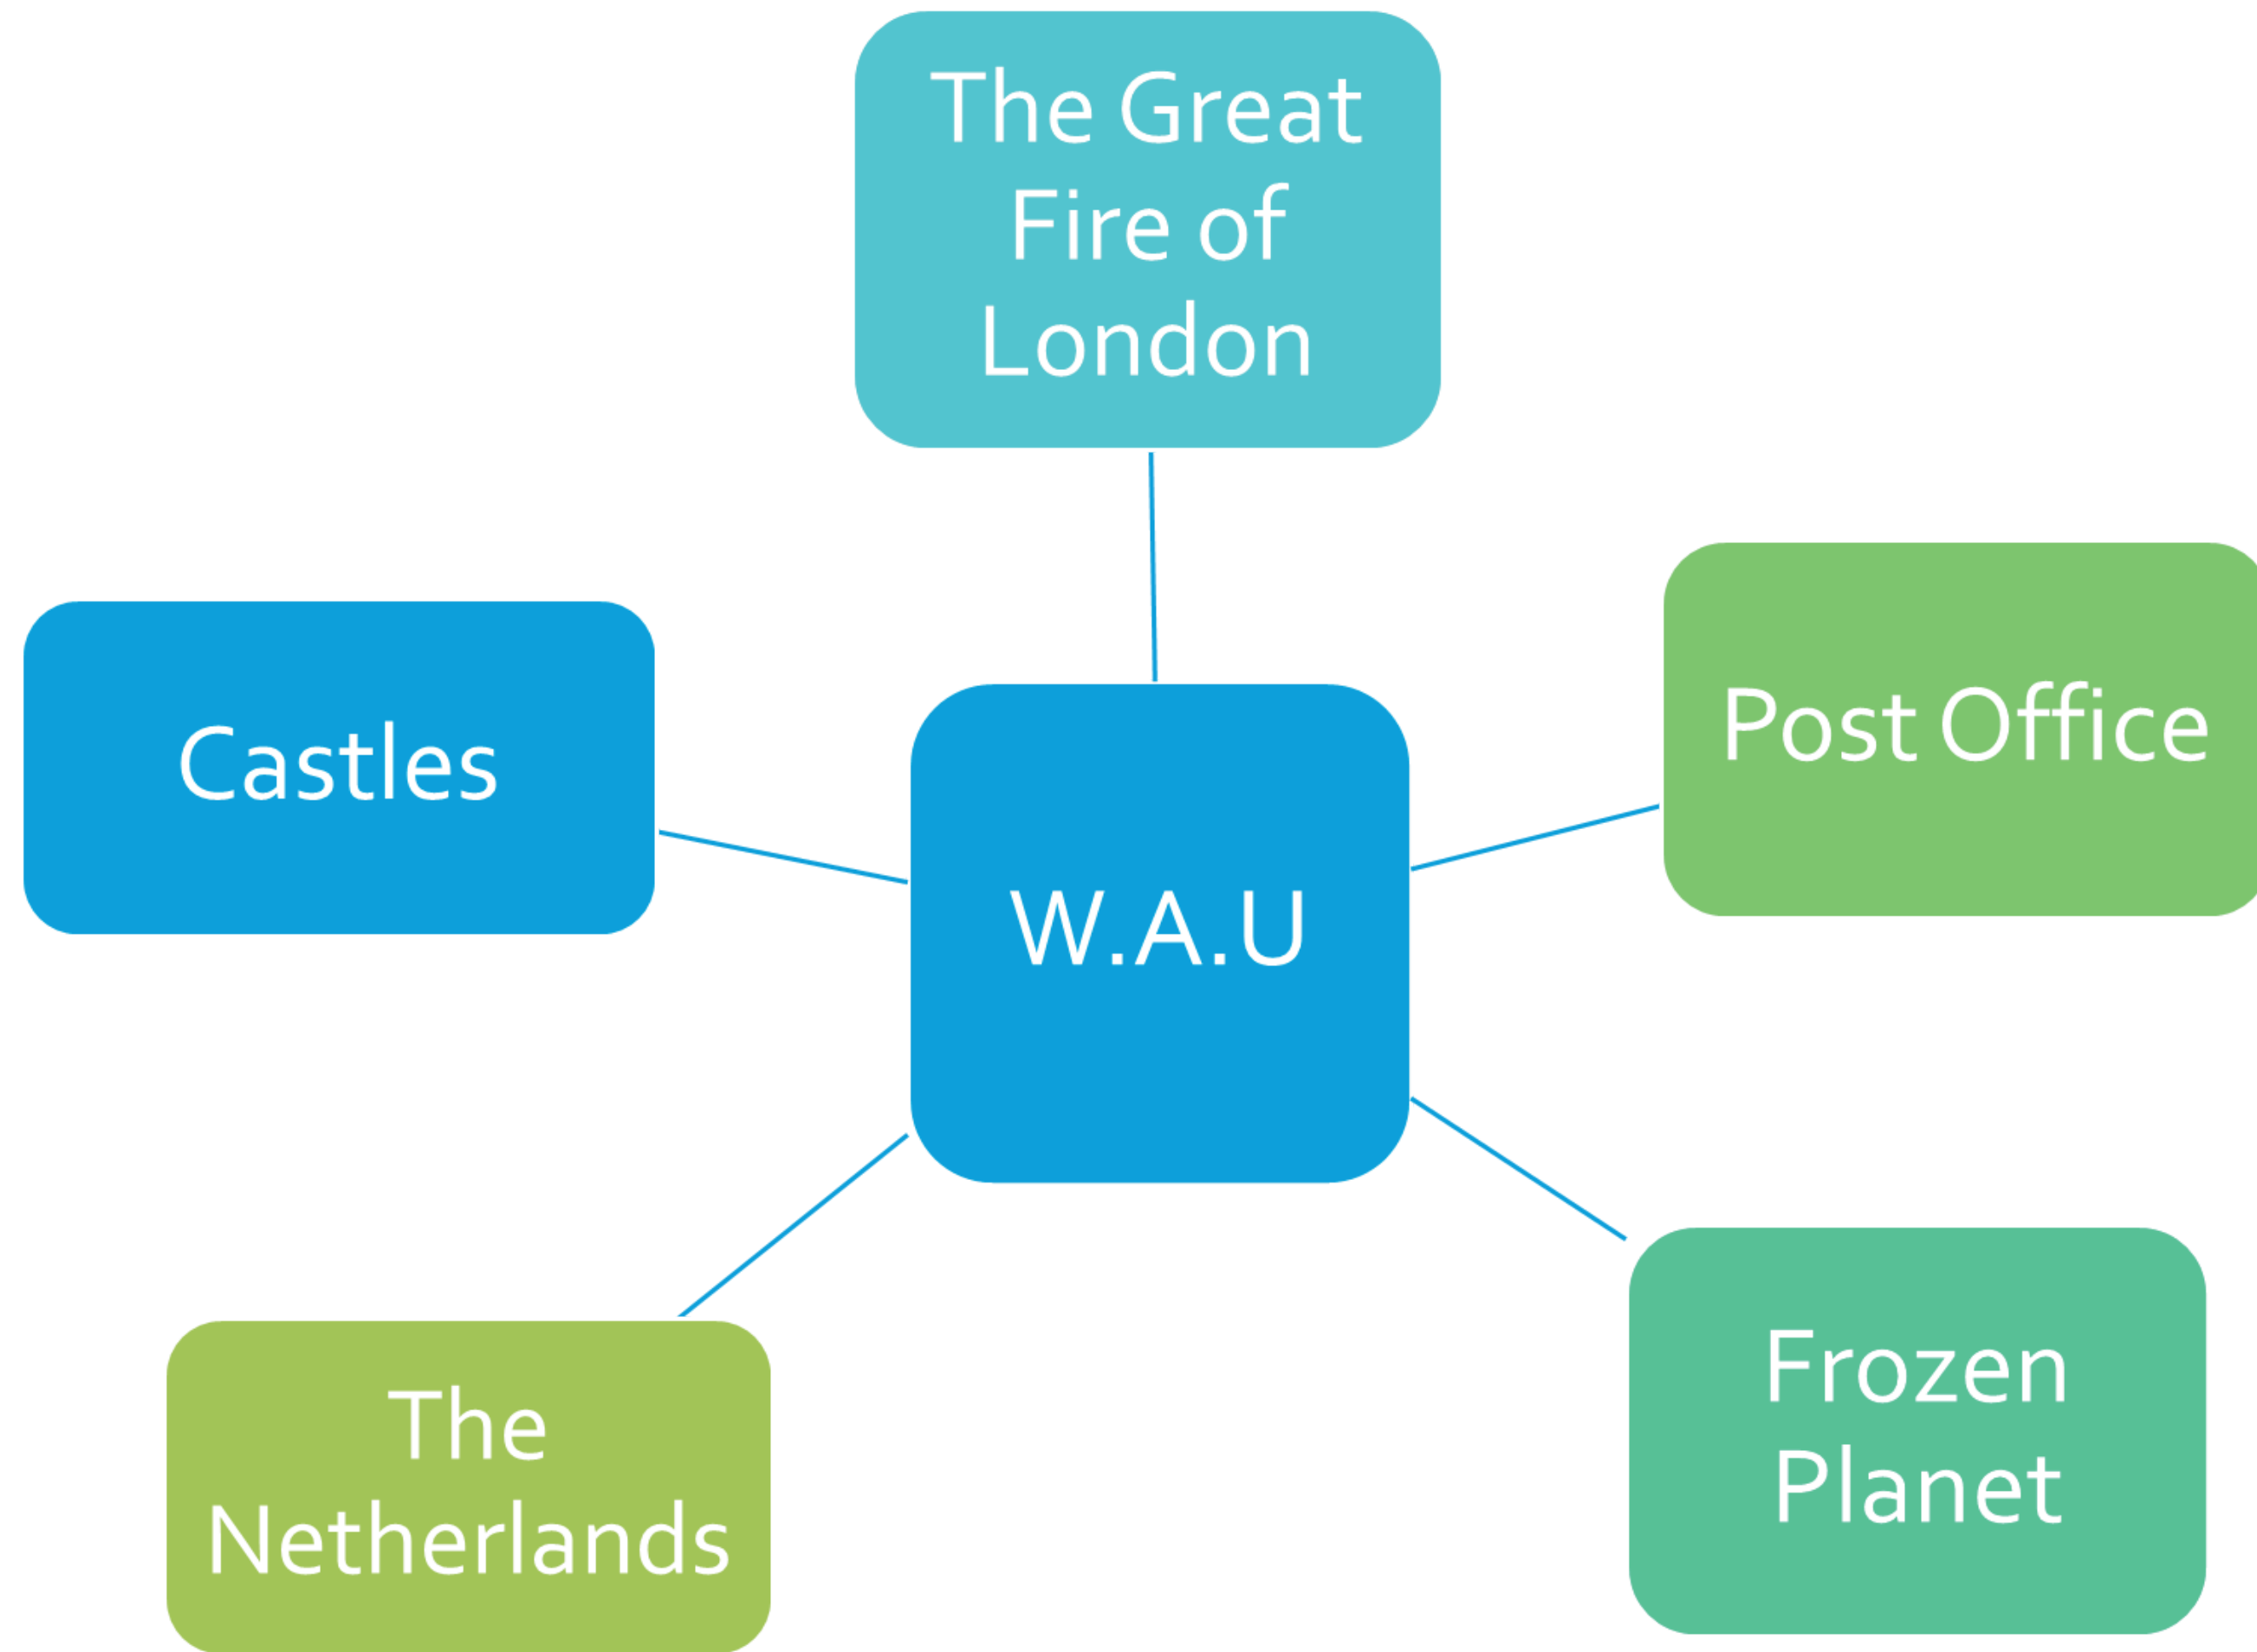 The Great
Fire of
London
Post Office
Castles
W.A.U
Frozen
Planet
The
Netherlands